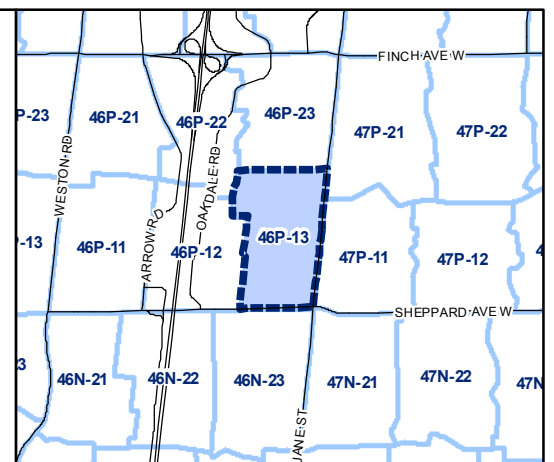 FINCH AVE W
P-23
46P-21
46P-22
46P-23
47P-21
47P-22
WESTON RD
OAKDALE RD
ARROW RD
-13
46P-11
46P-12
46P-13
47P-11
47P-12
4
SHEPPARD AVE W
3
46N-21
46N-22
46N-23
47N-21
47N-22
47N
JANE ST